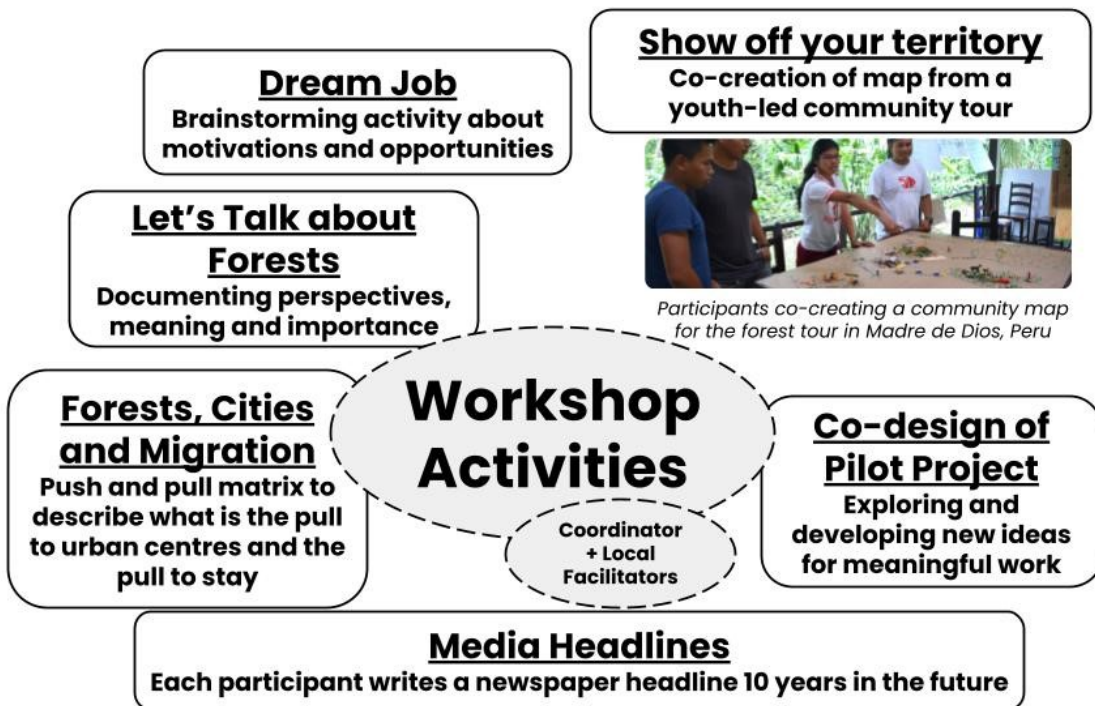 Show off your territory
Co-creation of map from a
youth-led community tour
Dream Job
Brainstorming activity about
motivations and opportunities
Let’s Talk about
Forests
Documenting perspectives,
meaning and importance
Participants co-creating a community map
for the forest tour in Madre de Dios, Peru
Workshop
Activities
Coordinator
+ Local
Facilitators
Forests, Cities
and Migration
Push and pull matrix to
describe what is the pull
to urban centres and the
pull to stay
Co-design of
Pilot Project
Exploring and
developing new ideas
for meaningful work
Media Headlines
Each participant writes a newspaper headline 10 years in the future